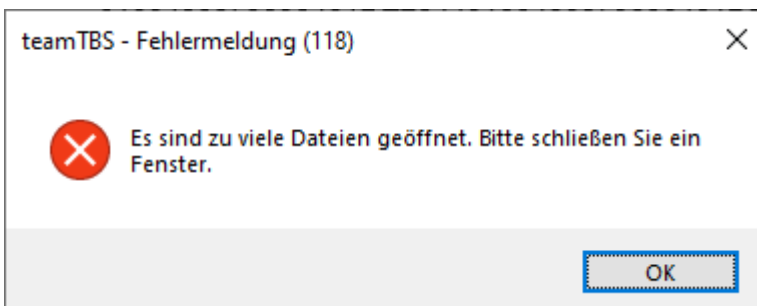 teamTBS - Fehlermeldung (118)
Es sind zu viele Dateien geöffnet. Bitte schließen Sie ein
Fenster.
OK